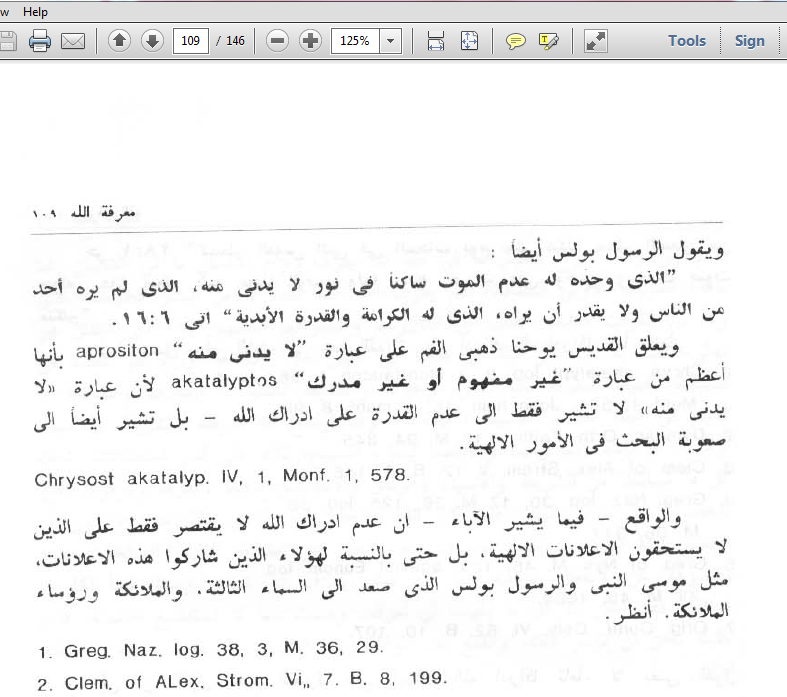 w Help
109 / 146 125% Tools Sign
معرفة الله ١٠٩
ويقول الرسول بولس أيضاً :
"الذى وحده له عدم الموت ساكناً فى نور لا يدنى منه، الذى لم يره أحد
من الناس ولا يقدر أن يراه، الذى له الكرامة والقدرة الأبدية" اتى ١٦:٦.
ويعلق القديس يوحنا ذهبى الفم على عبارة "لا يدنى منه" aprositon بأنها
أعظم من عبارة "غير مفهوم أو غير مدرك" akatalyptos لأن عبارة «لا
يدنى منه» لا تشير فقط الى عدم القدرة على ادراك الله – بل تشير أيضاً الى
صعوبة البحث فى الأمور الالهية.
Chrysost akatalyp. IV, 1, Monf. 1, 578.
والواقع – فيما يشير الآباء – ان عدم ادراك الله لا يقتصر فقط على الذين
لا يستحقون الاعلانات الالهية، بل حتى بالنسبة لهؤلاء الذين شاركوا هذه الاعلانات،
مثل موسى النبى والرسول بولس الذى صعد الى السماء الثالثة. والملائكة ورؤساء
الملائكة. أنظر.
1. Greg. Naz. log. 38, 3, M. 36, 29.
2. Clem. of ALex. Strom. Vi,, 7. B. 8, 199.